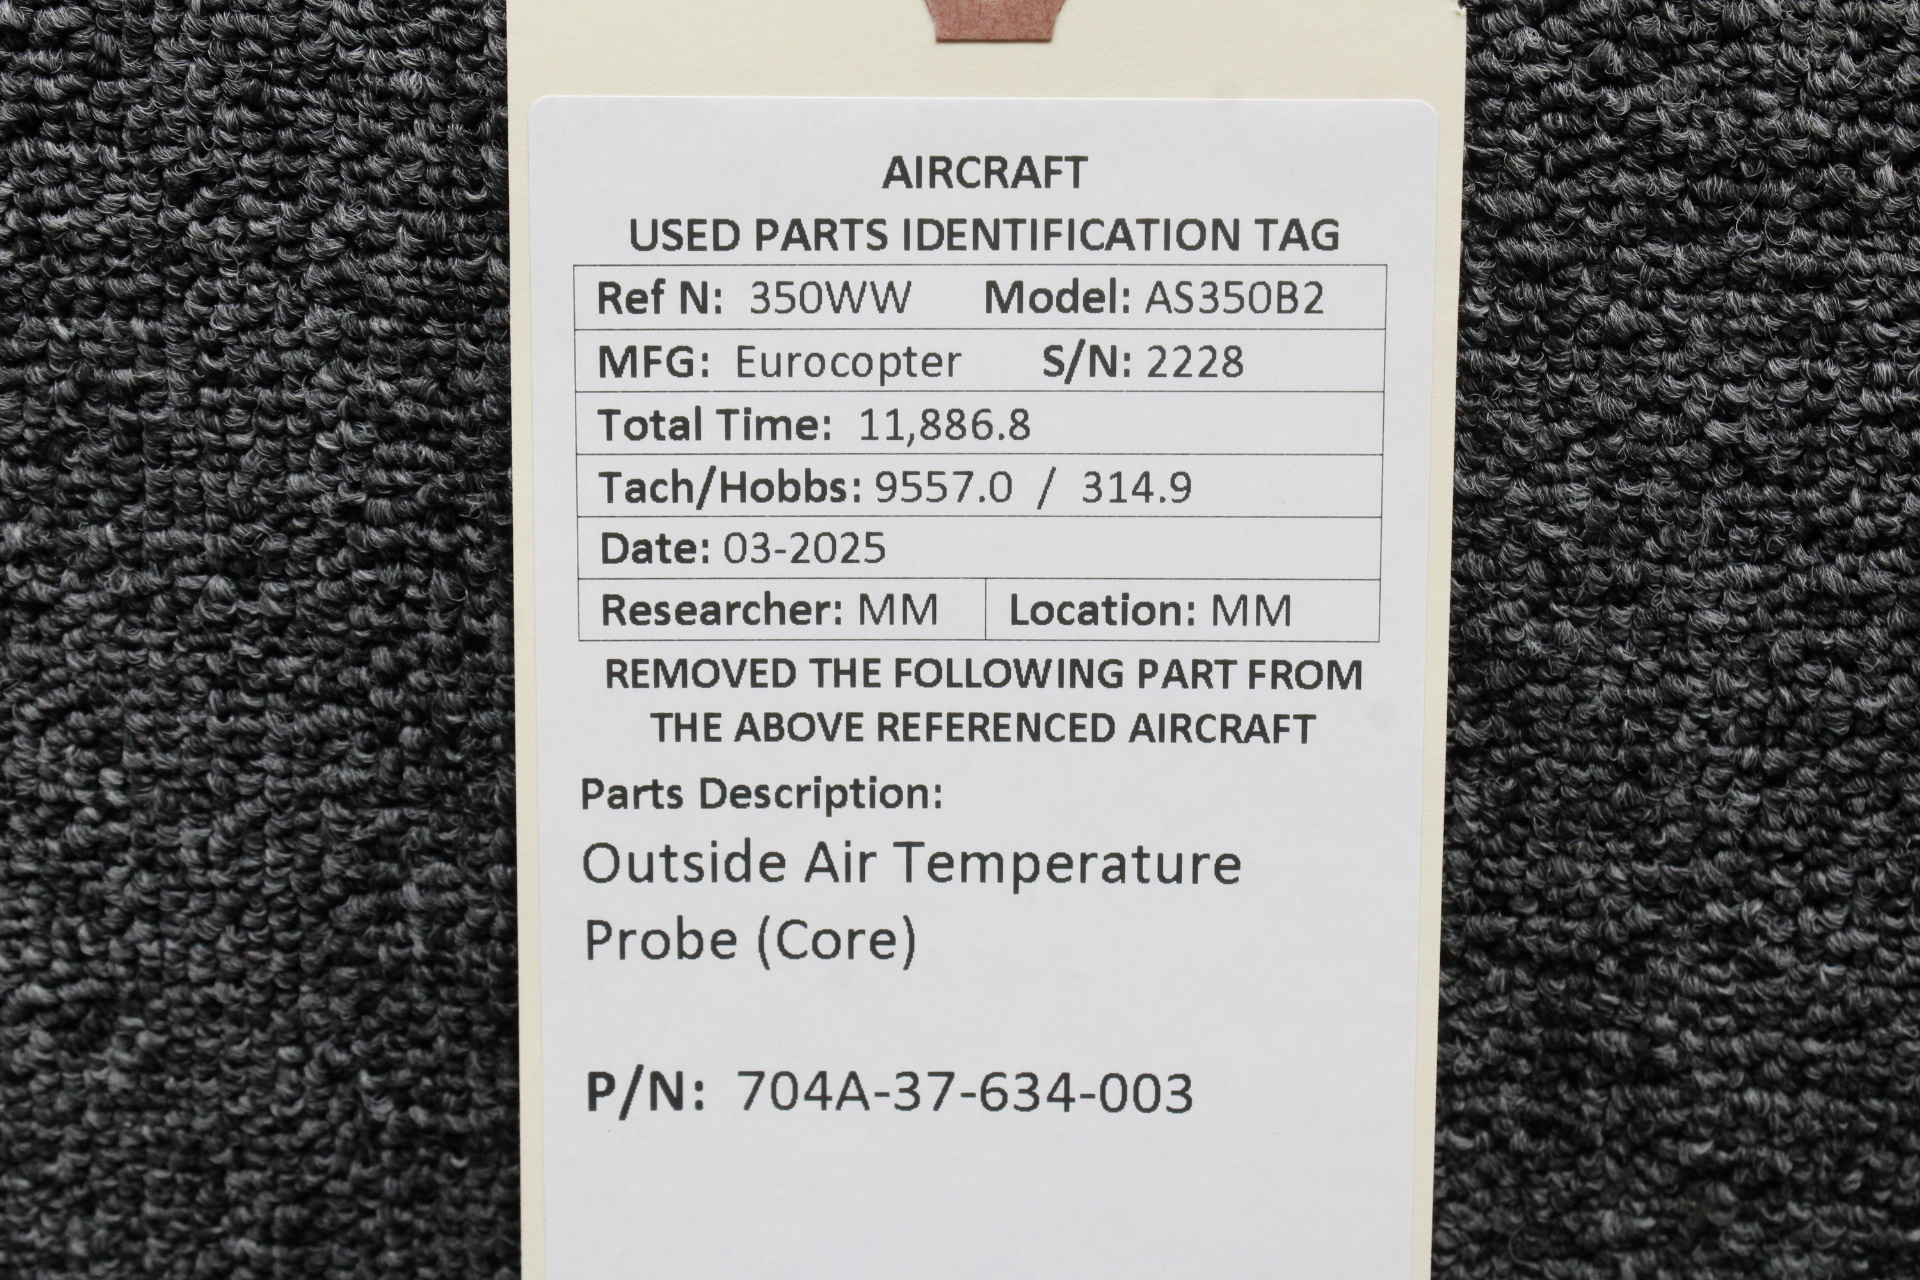 AIRCRAFT
USED PARTS IDENTIFICATION TAG
Ref N: 350WW Model: AS350B2
MFG: Eurocopter S/N: 2228
Total Time: 11,886.8
Tach/Hobbs: 9557.0 / 314.9
Date: 03-2025
Researcher: MM Location: MM
REMOVED THE FOLLOWING PART FROM
THE ABOVE REFERENCED AIRCRAFT
Parts Description:
Outside Air Temperature
Probe (Core)
P/N: 704A-37-634-003